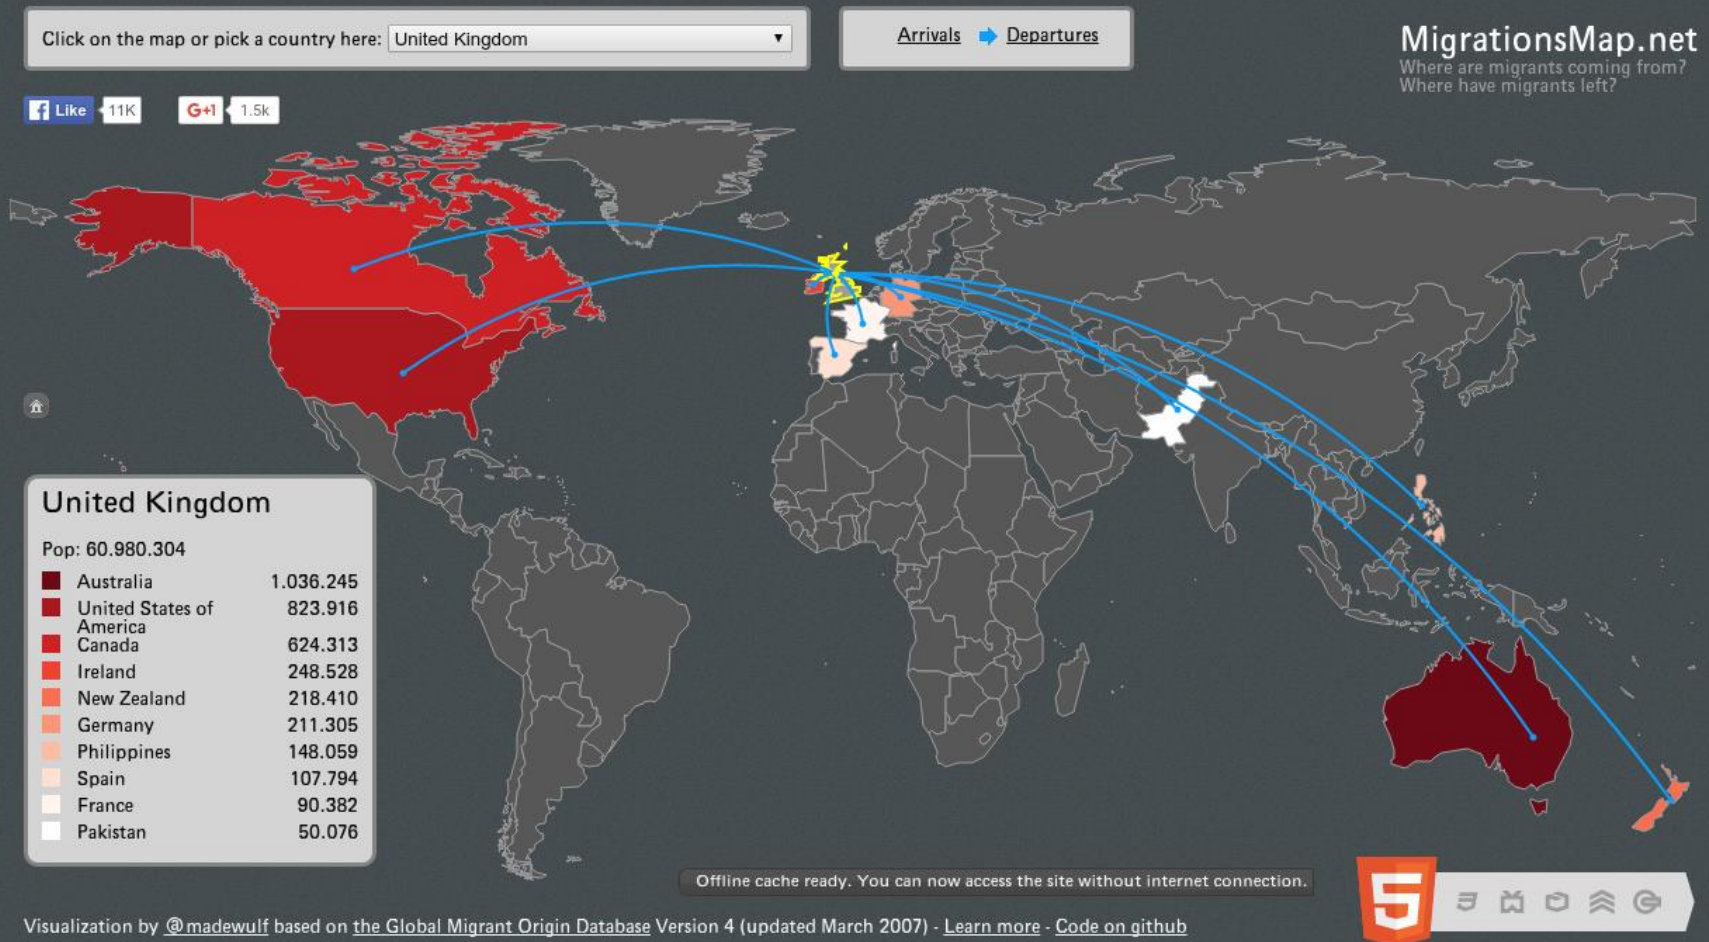 Click on the map or pick a country here: United Kingdom
Arrivals Departures
MigrationsMap.net
Where are migrants coming from?
Where have migrants left?
Like 11K G+1 1.5k
United Kingdom
Pop: 60.980.304
Australia 1.036.245
United States of 823.916
America
Canada 624.313
Ireland 248.528
New Zealand 218.410
Germany 211.305
Philippines 148.059
Spain 107.794
France 90.382
Pakistan 50.076
Offline cache ready. You can now access the site without internet connection.
5
Visualization by @madewulf based on the Global Migrant Origin Database Version 4 (updated March 2007) - Learn more - Code on github